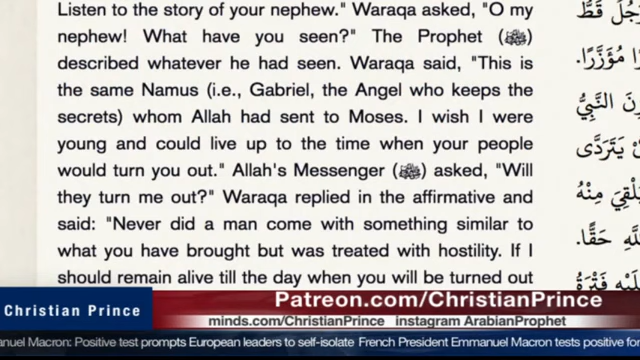 Listen to the story of your nephew." Waraqa asked, "O my
nephew! What have you seen?" The Prophet (ﷺ)
described whatever he had seen. Waraqa said, "This is
the same Namus (i.e., Gabriel, the Angel who keeps the
secrets) whom Allah had sent to Moses. I wish I were
young and could live up to the time when your people
would turn you out." Allah's Messenger (ﷺ) asked, "Will
they turn me out?" Waraqa replied in the affirmative and
said: "Never did a man come with something similar to
what you have brought but was treated with hostility. If I
should remain alive till the day when you will be turned out
رَجُلٌ قَطُّ
مُؤَزَّرًا.
النَّبِيُّ
يَتَرَدَّى
مِنْهُ
حَقًّا.
فَتْرَةً
Christian Prince
Patreon.com/ChristianPrince
minds.com/ChristianPrince instagram ArabianProphet
anuel Macron: Positive test prompts European leaders to self-isolate French President Emmanuel Macron tests positive fo